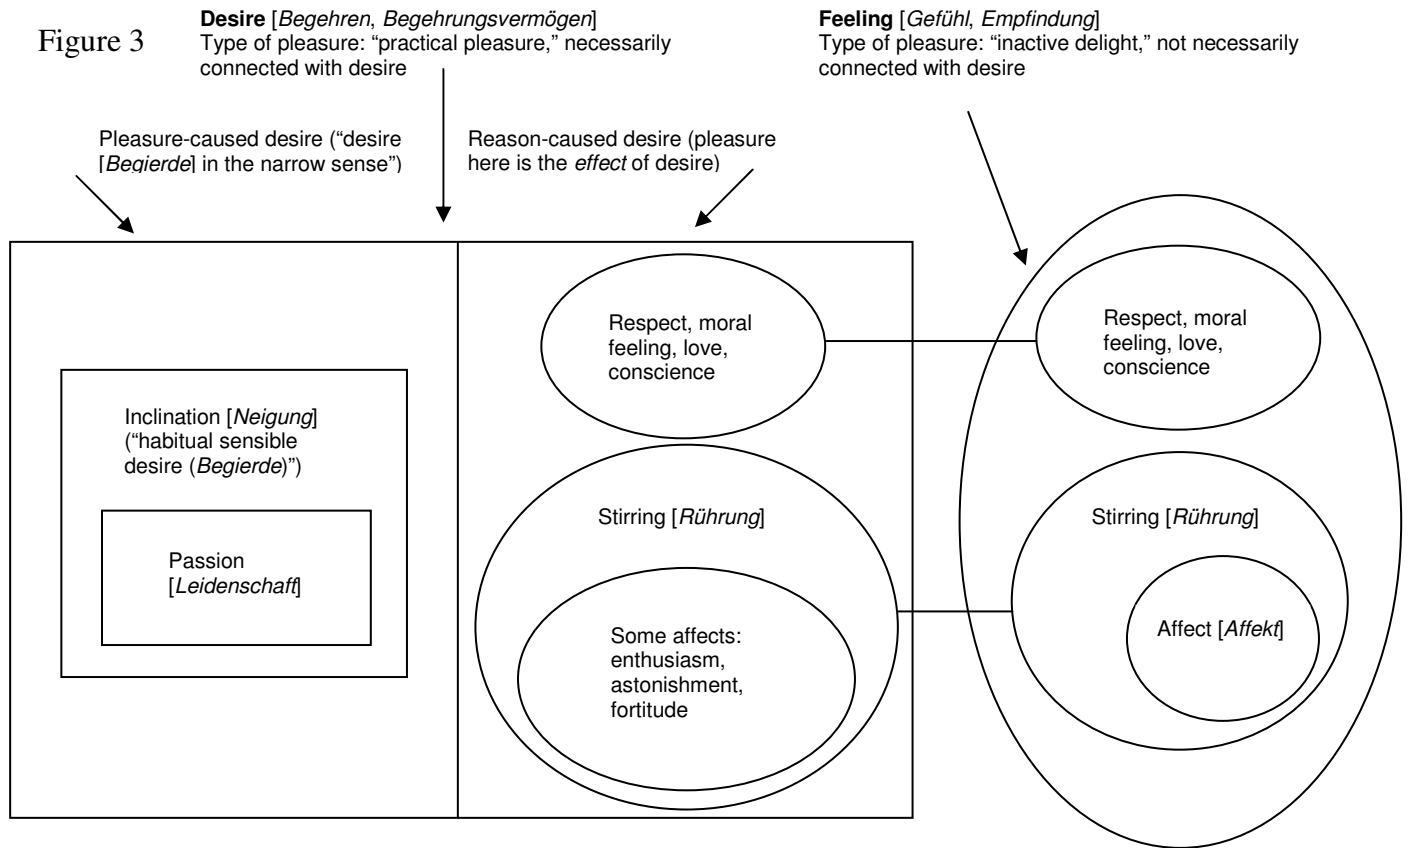 Figure 3
Desire [Begehren, Begehrungsvermögen]
Type of pleasure: “practical pleasure,” necessarily
connected with desire
Feeling [Gefühl, Empfindung]
Type of pleasure: “inactive delight,” not necessarily
connected with desire
Pleasure-caused desire (“desire
[Begierde] in the narrow sense”)
Reason-caused desire (pleasure
here is the effect of desire)
Inclination [Neigung]
(“habitual sensible
desire (Begierde)”)
Passion
[Leidenschaft]
Respect, moral
feeling, love,
conscience
Stirring [Rührung]
Some affects:
enthusiasm,
astonishment,
fortitude
Respect, moral
feeling, love,
conscience
Stirring [Rührung]
Affect [Affekt]